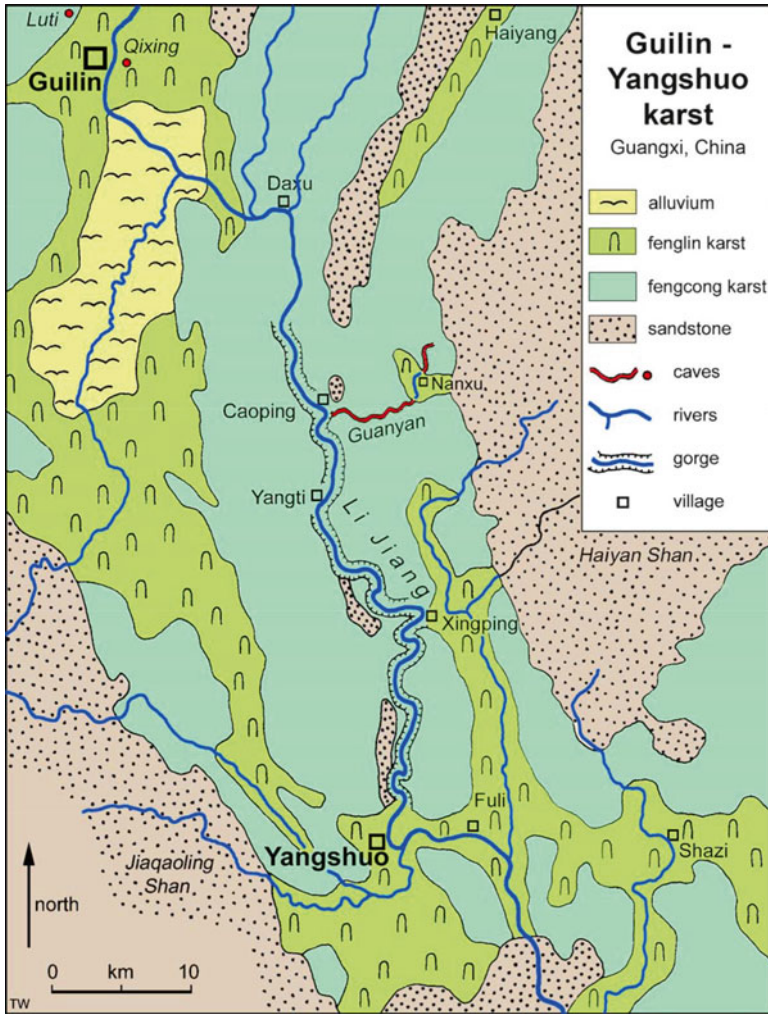 Luti
Qixing
Guilin
Haiyang
Guilin -
Yangshuo
karst
Guangxi, China
alluvium
fenglin karst
fengcong karst
sandstone
caves
rivers
gorge
village
Daxu
Nanxu
Caoping
Guanyan
Yangti
Li Jiang
Haiyan Shan
Xingping
Fuli
Yangshuo
Shazi
Jiaqaoling
Shan
north
0 km 10
TW